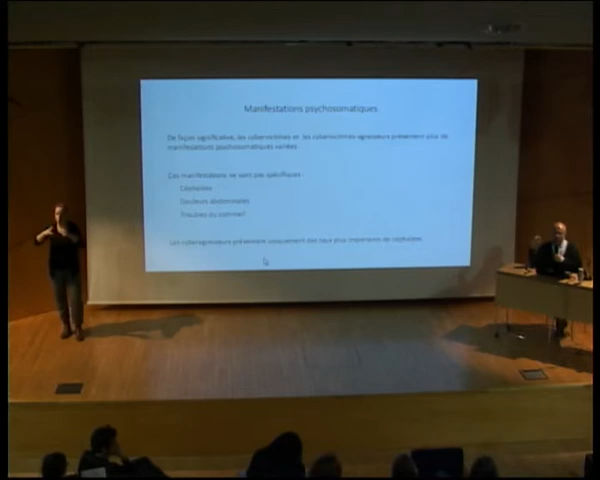 Manifestations psychosomatiques
De façon significative, les cybervictimes et les cybervictimes-agresseurs présentent plus de
manifestations psychosomatiques variées
Ces manifestations ne sont pas spécifiques :
Céphalées
Douleurs abdominales
Troubles du sommeil
Les cyberagresseurs présentent uniquement des taux plus importants de céphalées